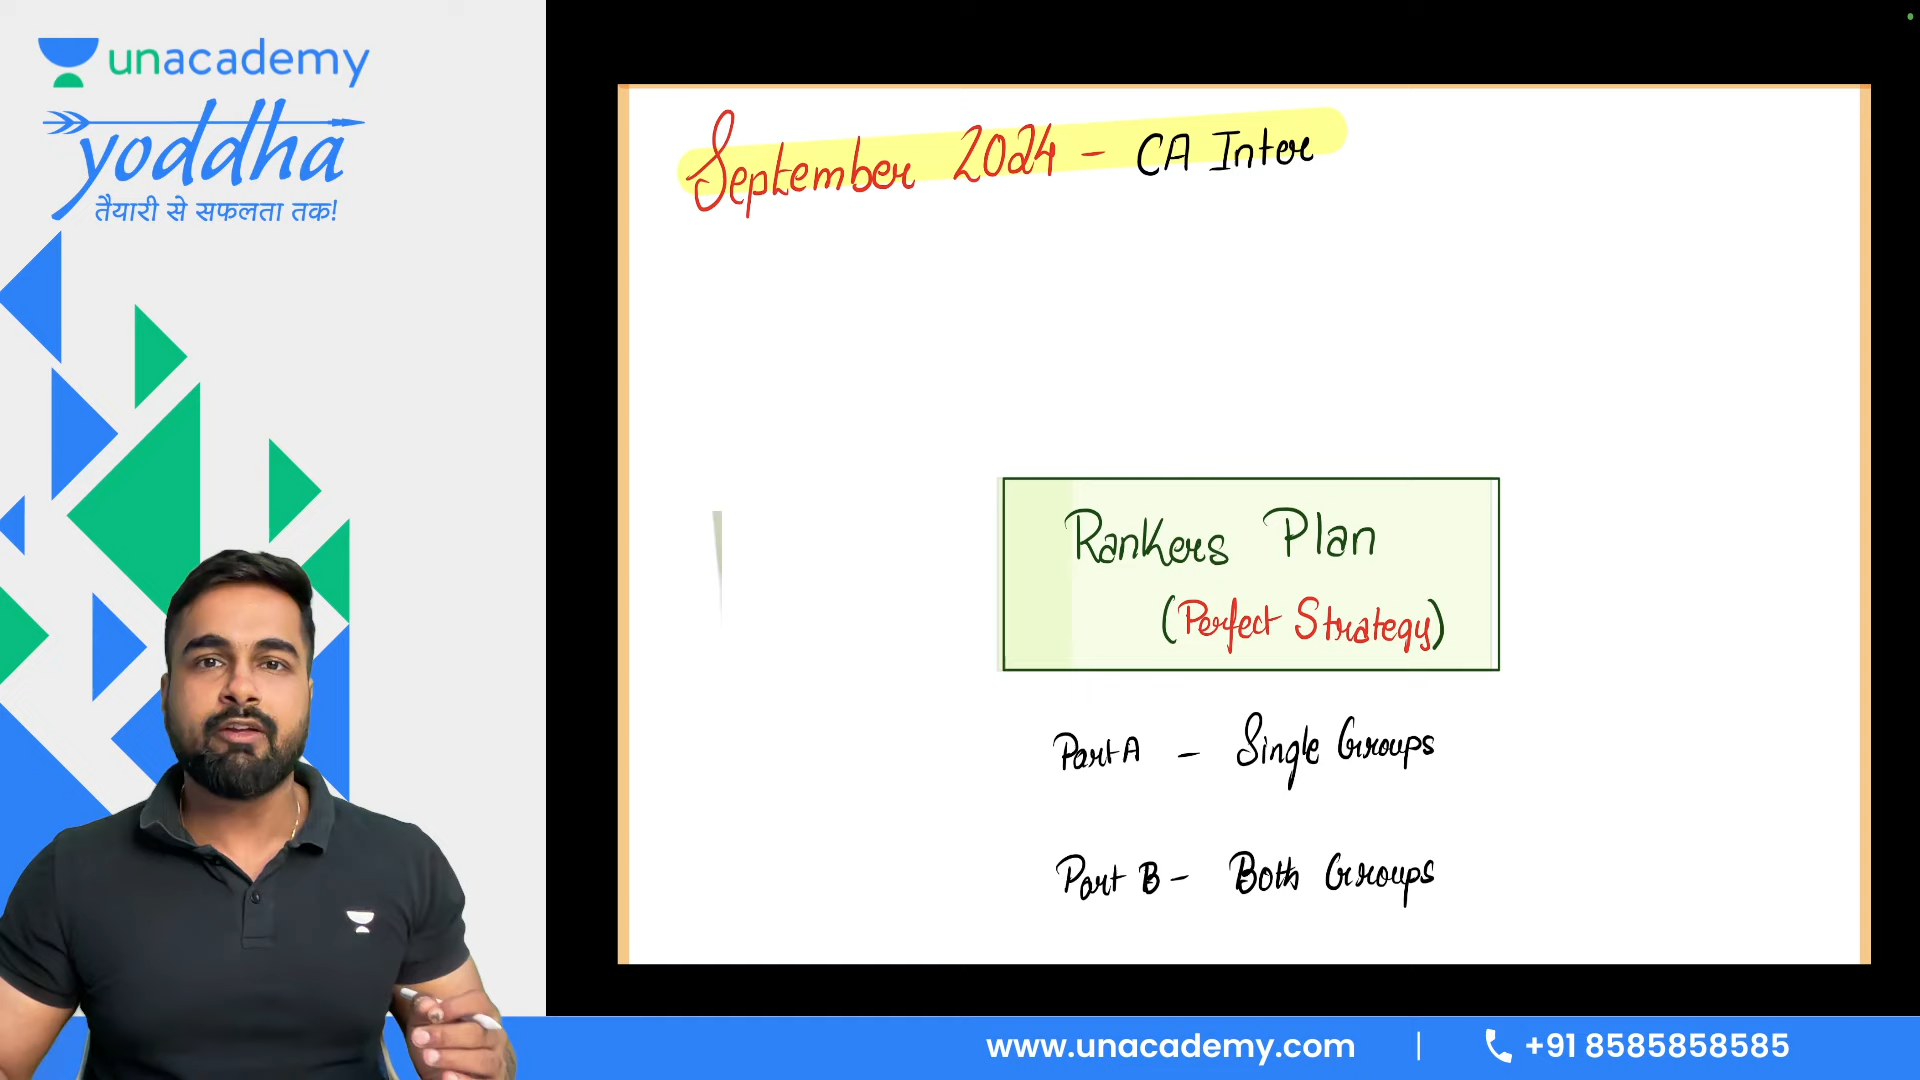 unacademy
yoddha
तैयारी से सफलता तक!
September 2024 - CA Inter
Rankers Plan
(Perfect Strategy)
Part A - Single Groups
Part B - Both Groups
www.unacademy.com | +91 8585858585